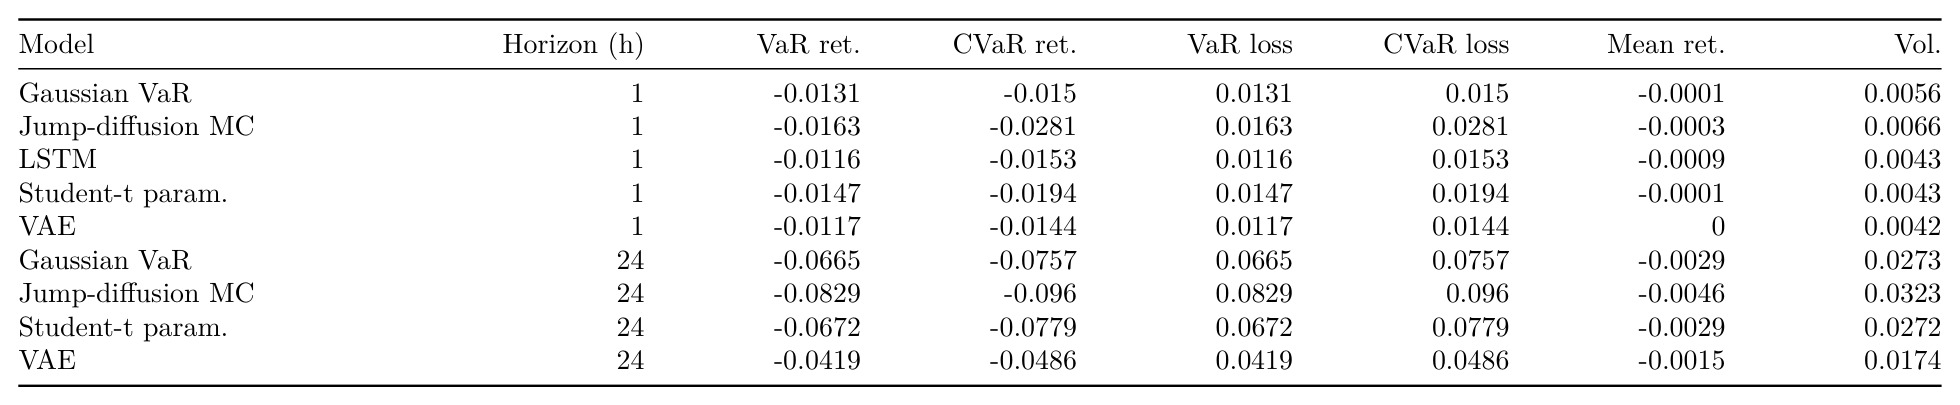 Model Horizon (h) VaR ret. CVaR ret. VaR loss CVaR loss Mean ret. Vol.
Gaussian VaR 1 -0.0131 -0.015 0.0131 0.015 -0.0001 0.0056
Jump-diffusion MC 1 -0.0163 -0.0281 0.0163 0.0281 -0.0003 0.0066
LSTM 1 -0.0116 -0.0153 0.0116 0.0153 -0.0009 0.0043
Student-t param. 1 -0.0147 -0.0194 0.0147 0.0194 -0.0001 0.0043
VAE 1 -0.0117 -0.0144 0.0117 0.0144 0 0.0042
Gaussian VaR 24 -0.0665 -0.0757 0.0665 0.0757 -0.0029 0.0273
Jump-diffusion MC 24 -0.0829 -0.096 0.0829 0.096 -0.0046 0.0323
Student-t param. 24 -0.0672 -0.0779 0.0672 0.0779 -0.0029 0.0272
VAE 24 -0.0419 -0.0486 0.0419 0.0486 -0.0015 0.0174